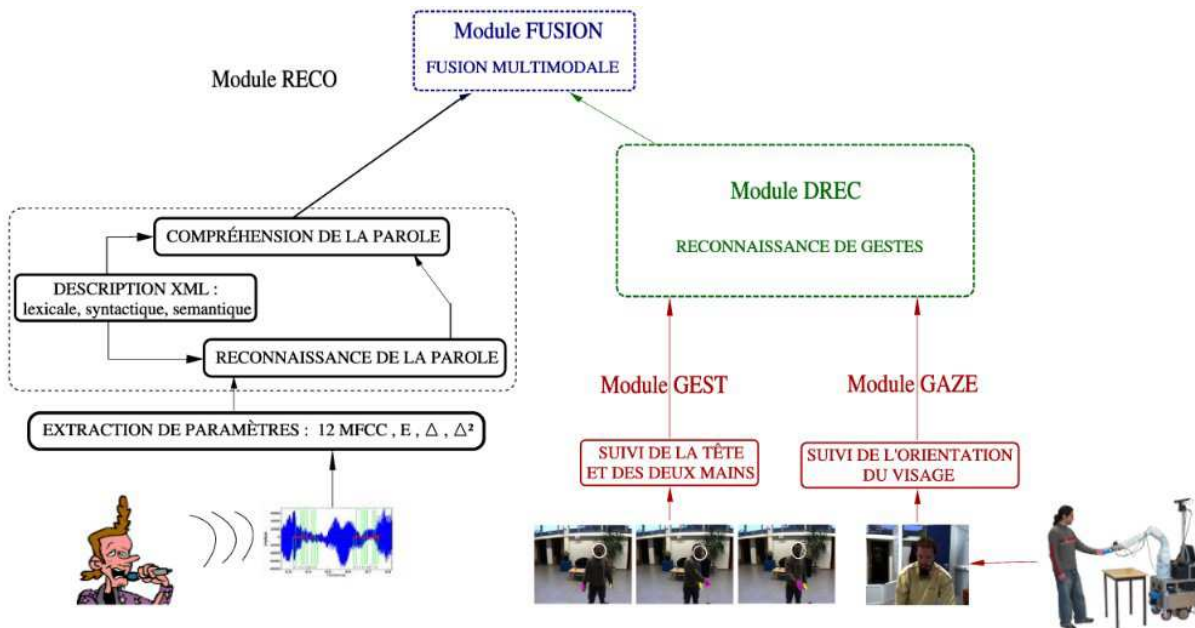 Module FUSION
FUSION MULTIMODALE
Module RECO
Module DREC
RECONNAISSANCE DE GESTES
COMPRÉHENSION DE LA PAROLE
DESCRIPTION XML :
lexicale, syntactique, semantique
RECONNAISSANCE DE LA PAROLE
Module GEST
Module GAZE
EXTRACTION DE PARAMÈTRES : 12 MFCC , E , Δ , Δ²
SUIVI DE LA TÊTE
ET DES DEUX MAINS
SUIVI DE L'ORIENTATION
DU VISAGE